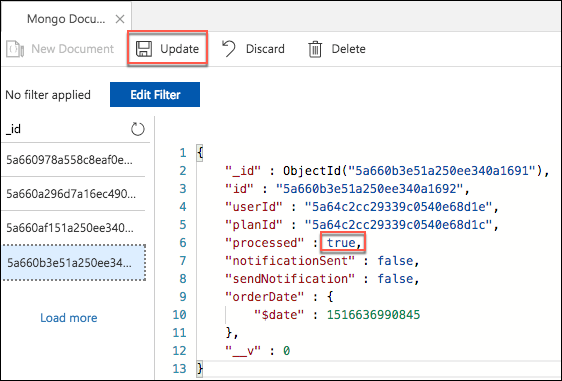 Mongo Docu...
New Document
Update
Discard
Delete
No filter applied
Edit Filter
_id
5a660978a558c8eaf0e...
5a660a296d7a16ec490...
5a660af151a250ee340...
5a660b3e51a250ee34...
Load more
1 {
2 "_id" : ObjectId("5a660b3e51a250ee340a1691"),
3 "id" : "5a660b3e51a250ee340a1692",
4 "userId" : "5a64c2cc29339c0540e68d1e",
5 "planId" : "5a64c2cc29339c0540e68d1c",
6 "processed" : true,
7 "notificationSent" : false,
8 "sendNotification" : false,
9 "orderDate" : {
10 "$date" : 1516636990845
11 },
12 "__v" : 0
13 }